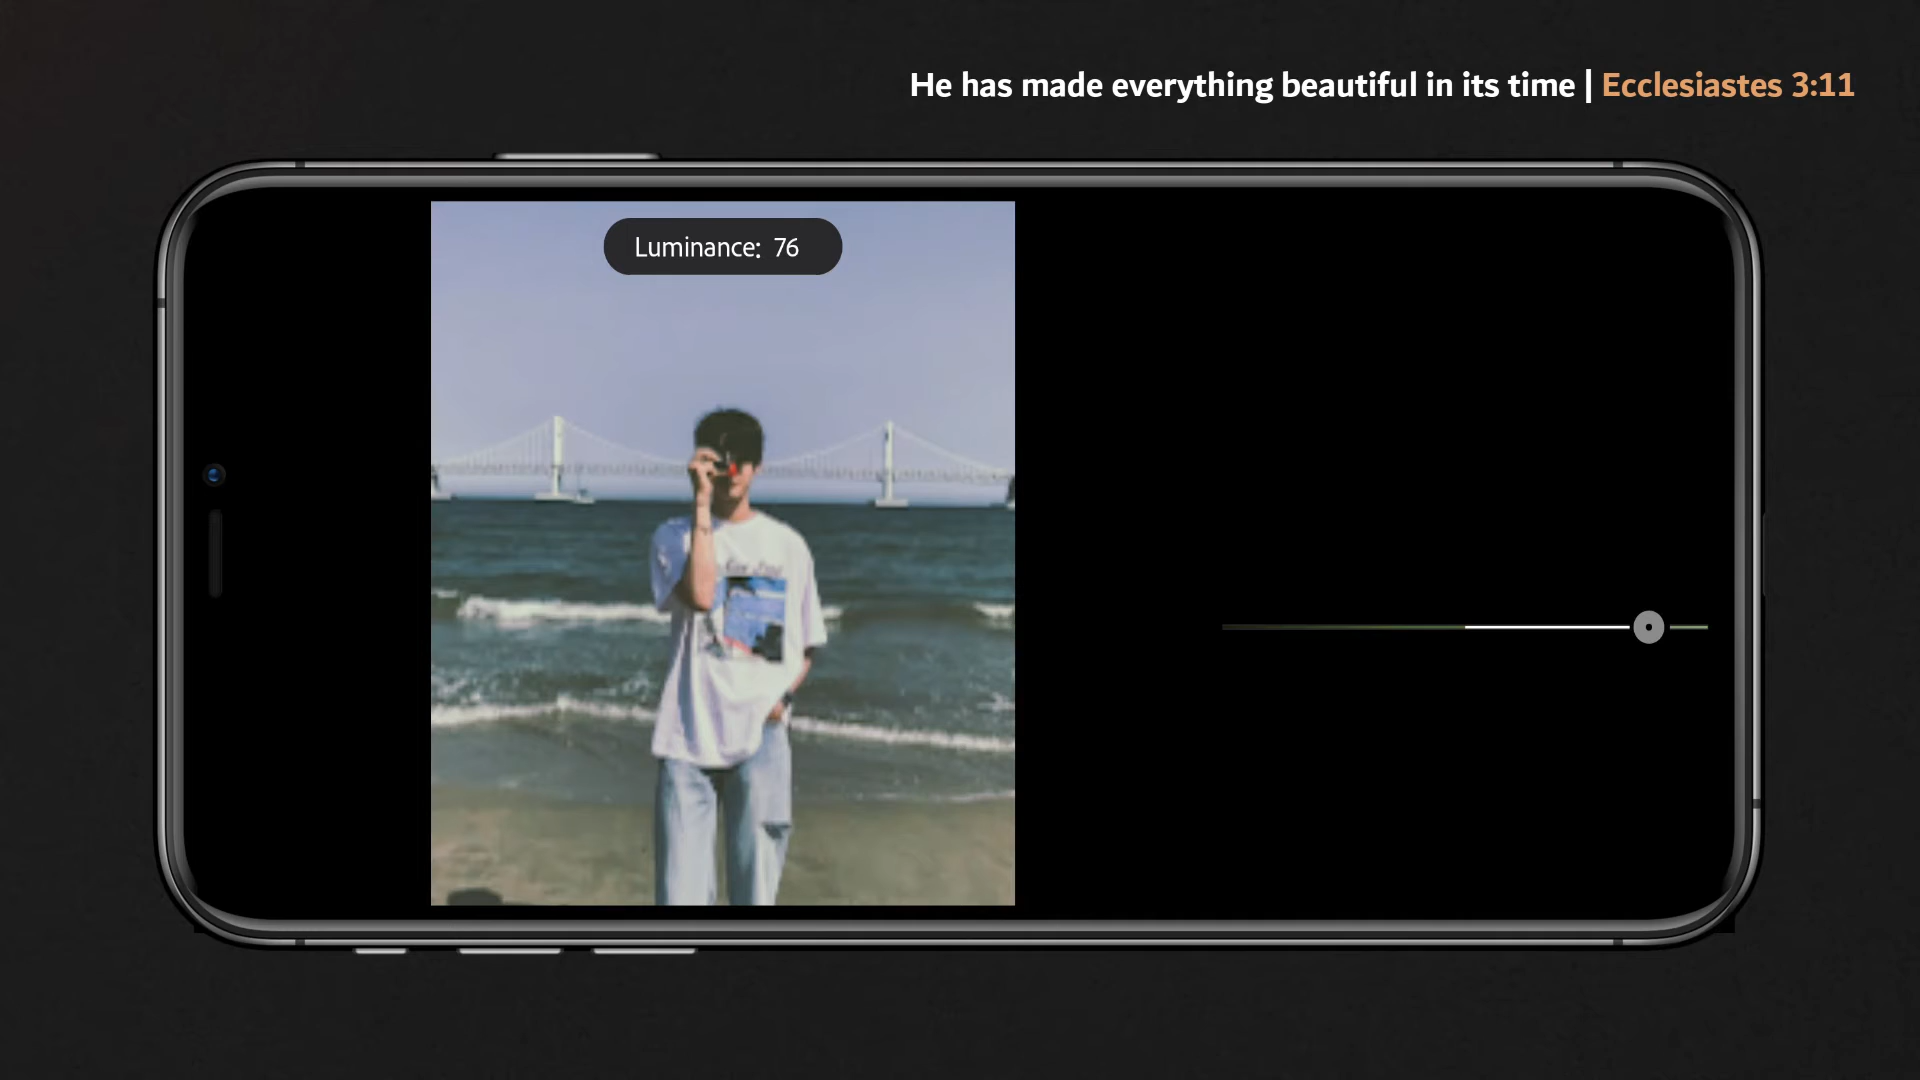 He has made everything beautiful in its time | Ecclesiastes 3:11
Luminance: 76